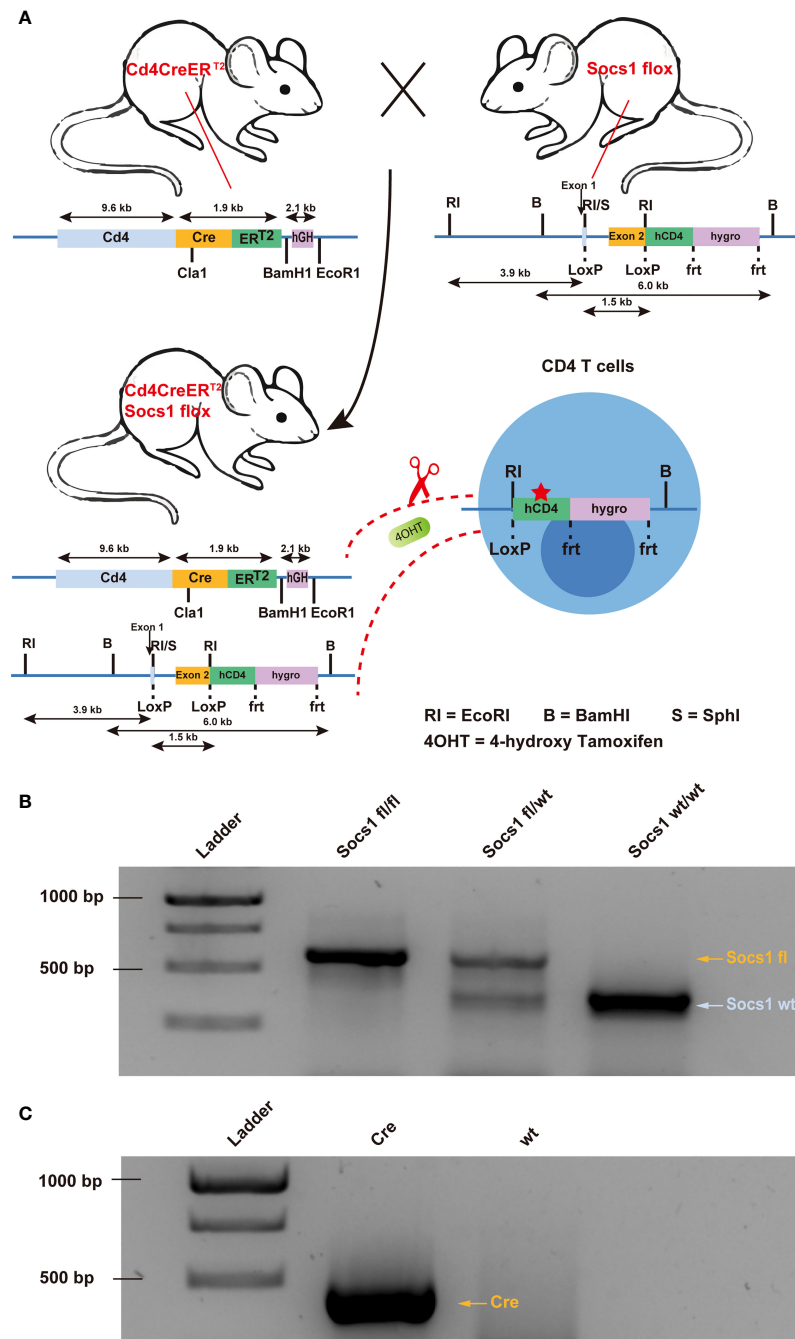 A
Cd4CreER^T2
Socs1 flox
9.6 kb
1.9 kb
2.1 kb
Cd4
Cre
ER^T2
hGH
Cla1
BamH1
EcoR1
Exon 1
RI
B
RI/S
RI
B
Exon 2
hCD4
hygro
LoxP
LoxP
frt
frt
3.9 kb
6.0 kb
1.5 kb
Cd4CreER^T2
Socs1 flox
CD4 T cells
RI
B
hCD4
hygro
LoxP
frt
frt
4OHT
9.6 kb
1.9 kb
2.1 kb
Cd4
Cre
ER^T2
hGH
Cla1
BamH1
EcoR1
Exon 1
RI
B
RI/S
RI
B
Exon 2
hCD4
hygro
LoxP
LoxP
frt
frt
3.9 kb
6.0 kb
1.5 kb
RI = EcoRI B = BamHI S = SphI
4OHT = 4-hydroxy Tamoxifen
B
Ladder
Socs1 fl/fl
Socs1 fl/wt
Socs1 wt/wt
1000 bp
500 bp
Socs1 fl
Socs1 wt
C
Ladder
Cre
wt
1000 bp
500 bp
Cre